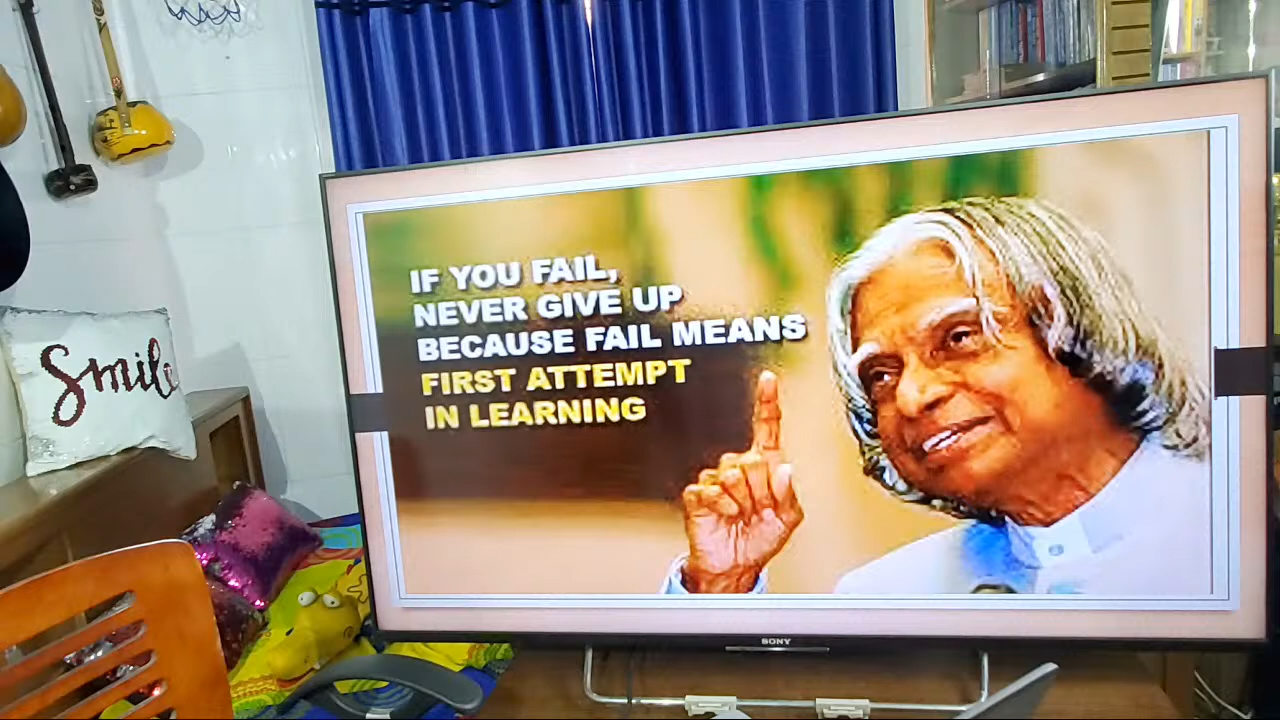 Smile
IF YOU FAIL,
NEVER GIVE UP
BECAUSE FAIL MEANS
FIRST ATTEMPT
IN LEARNING
SONY